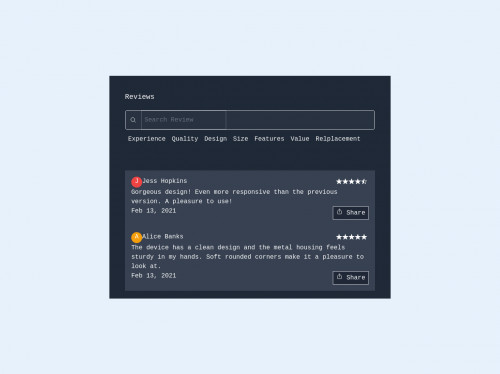 Reviews
Search Review
Experience Quality Design Size Features Value Relplacement
J Jess Hopkins
Gorgeous design! Even more responsive than the previous
version. A pleasure to use!
Feb 13, 2021
Share
A Alice Banks
The device has a clean design and the metal housing feels
sturdy in my hands. Soft rounded corners make it a pleasure to
look at.
Feb 13, 2021
Share